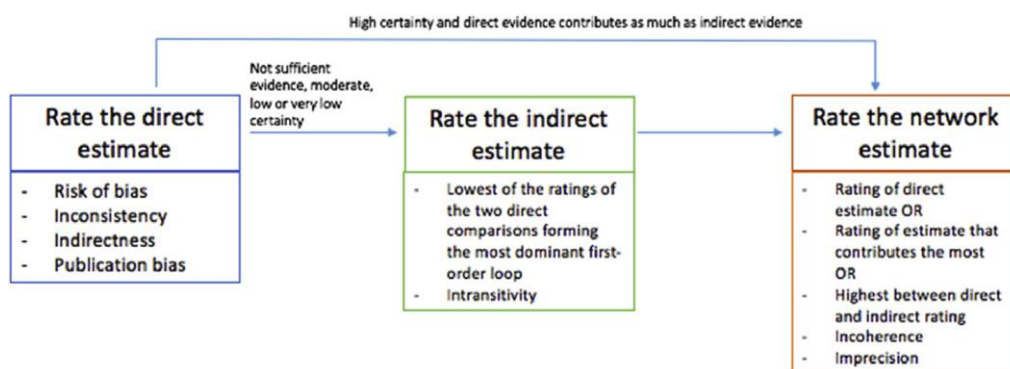 High certainty and direct evidence contributes as much as indirect evidence
Not sufficient
evidence, moderate,
low or very low
certainty
Rate the direct
estimate
- Risk of bias
- Inconsistency
- Indirectness
- Publication bias
Rate the indirect
estimate
- Lowest of the ratings of
the two direct
comparisons forming
the most dominant first-
order loop
- Intransitivity
Rate the network
estimate
- Rating of direct
estimate OR
- Rating of estimate that
contributes the most
OR
- Highest between direct
and indirect rating
- Incoherence
- Imprecision